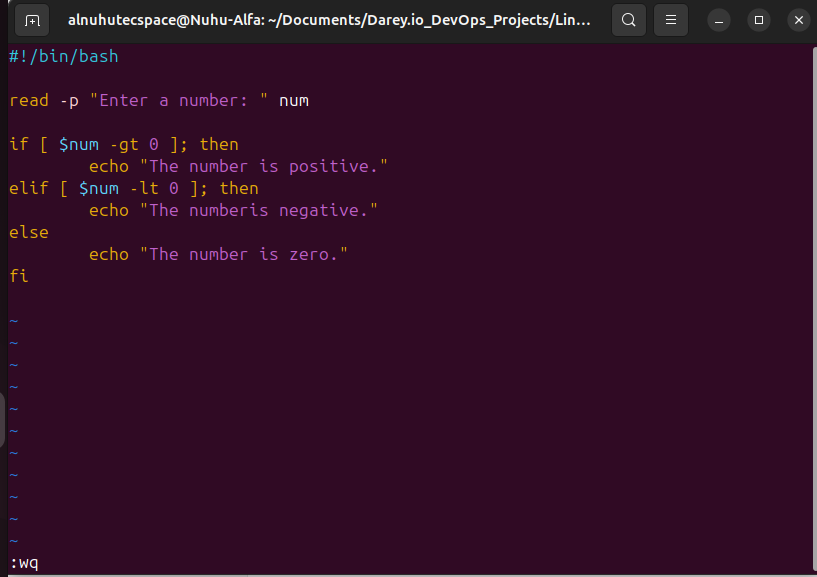 alnuhutecspace@Nuhu-Alfa: ~/Documents/Darey.io_DevOps_Projects/Lin...
#!/bin/bash
read -p "Enter a number: " num
if [ $num -gt 0 ]; then
        echo "The number is positive."
elif [ $num -lt 0 ]; then
        echo "The numberis negative."
else
        echo "The number is zero."
fi
~
~
~
~
~
~
~
~
~
~
~
:wq